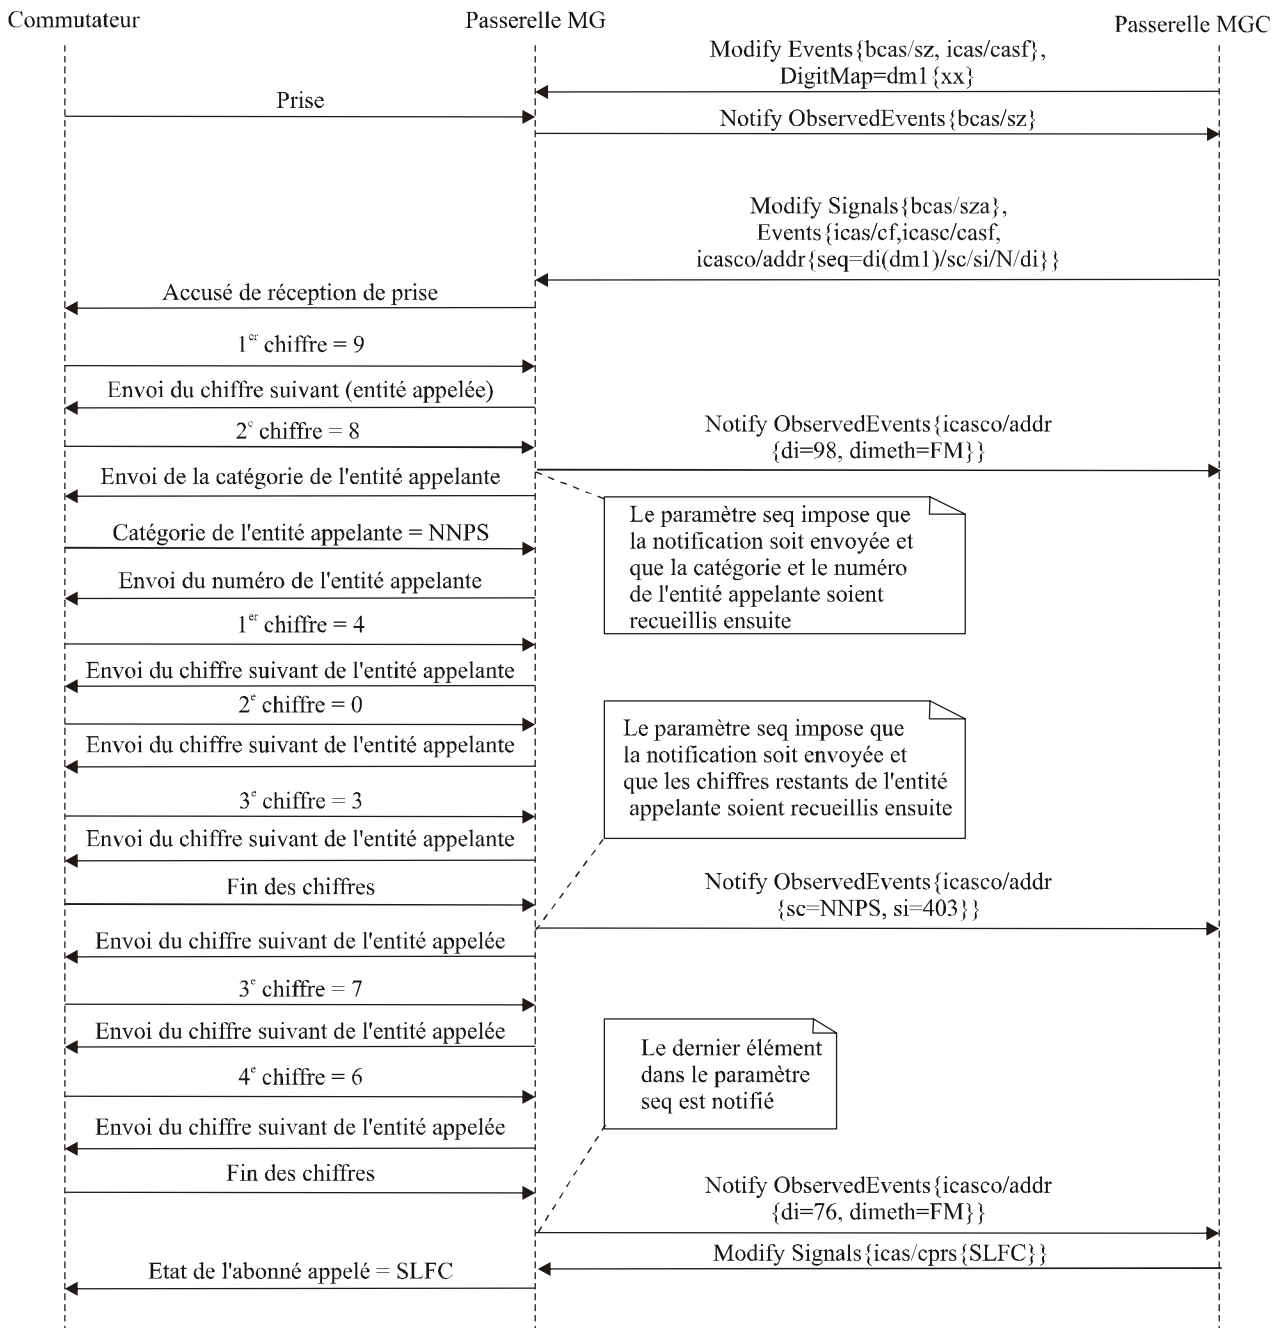 Commutateur
Passerelle MG
Passerelle MGC
Modify Events{bcas/sz, icas/casf},
DigitMap=dm1{xx}
Prise
Notify ObservedEvents{bcas/sz}
Modify Signals{bcas/sza},
Events{icas/cf,icasc/casf,
icasco/addr{seq=di(dm1)/sc/si/N/di}}
Accusé de réception de prise
1er chiffre = 9
Envoi du chiffre suivant (entité appelée)
2e chiffre = 8
Notify ObservedEvents{icasco/addr
{di=98, dimeth=FM}}
Envoi de la catégorie de l'entité appelante
Le paramètre seq impose que
la notification soit envoyée et
que la catégorie et le numéro
de l'entité appelante soient
recueillis ensuite
Catégorie de l'entité appelante = NNPS
Envoi du numéro de l'entité appelante
1er chiffre = 4
Envoi du chiffre suivant de l'entité appelante
2e chiffre = 0
Envoi du chiffre suivant de l'entité appelante
Le paramètre seq impose que
la notification soit envoyée et
que les chiffres restants de l'entité
appelante soient recueillis ensuite
3e chiffre = 3
Envoi du chiffre suivant de l'entité appelante
Fin des chiffres
Notify ObservedEvents{icasco/addr
{sc=NNPS, si=403}}
Envoi du chiffre suivant de l'entité appelée
3e chiffre = 7
Envoi du chiffre suivant de l'entité appelée
Le dernier élément
dans le paramètre
seq est notifié
4e chiffre = 6
Envoi du chiffre suivant de l'entité appelée
Fin des chiffres
Notify ObservedEvents{icasco/addr
{di=76, dimeth=FM}}
Modify Signals{icas/cprs{SLFC}}
Etat de l'abonné appelé = SLFC